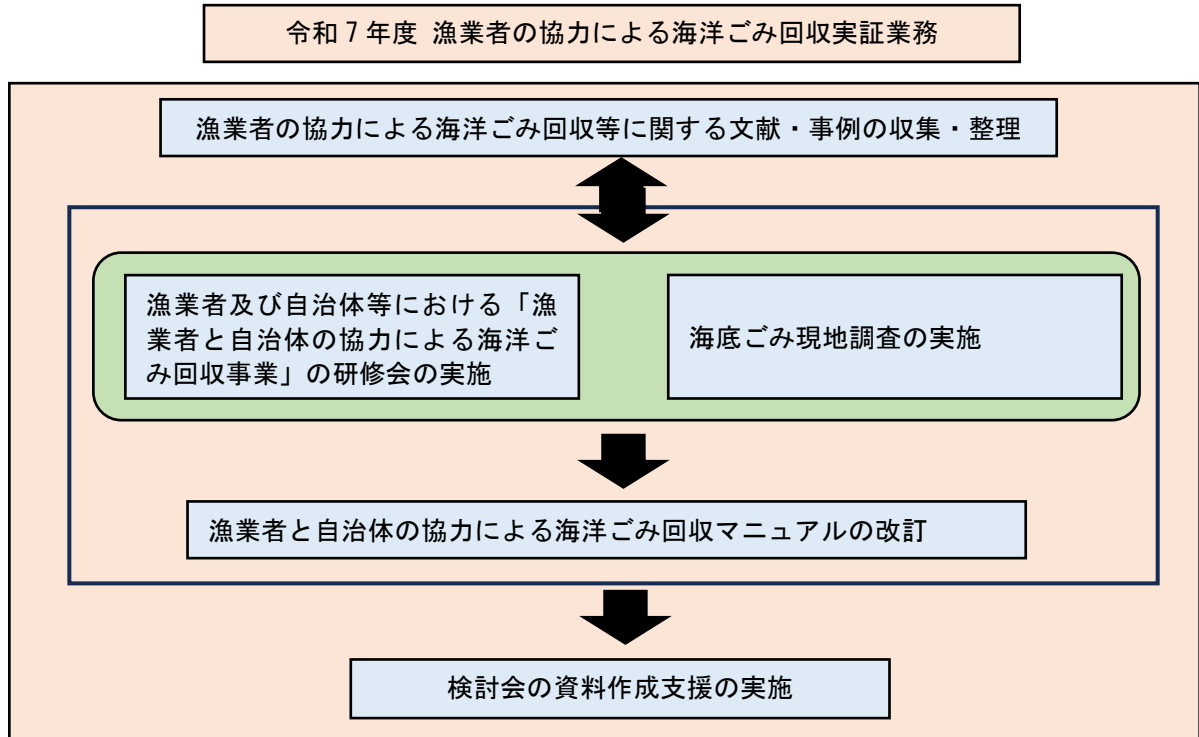 令和7年度 漁業者の協力による海洋ごみ回収実証業務
漁業者の協力による海洋ごみ回収等に関する文献・事例の収集・整理
漁業者及び自治体等における「漁
業者と自治体の協力による海洋ご
み回収事業」の研修会の実施
海底ごみ現地調査の実施
漁業者と自治体の協力による海洋ごみ回収マニュアルの改訂
検討会の資料作成支援の実施